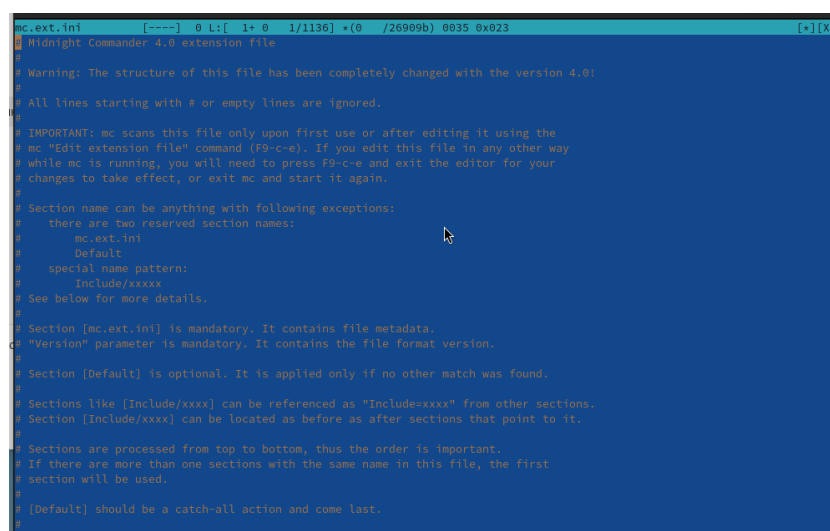 mc.ext.ini [----] 0 L:[ 1+ 0 1/1136] *(0 /26909b) 0035 0x023 [*][X
# Midnight Commander 4.0 extension file
#
# Warning: The structure of this file has been completely changed with the version 4.0!
#
# All lines starting with # or empty lines are ignored.
#
# IMPORTANT: mc scans this file only upon first use or after editing it using the
# mc "Edit extension file" command (F9-c-e). If you edit this file in any other way
# while mc is running, you will need to press F9-c-e and exit the editor for your
# changes to take effect, or exit mc and start it again.
#
# Section name can be anything with following exceptions:
# there are two reserved section names:
# mc.ext.ini
# Default
# special name pattern:
# Include/xxxxx
# See below for more details.
#
# Section [mc.ext.ini] is mandatory. It contains file metadata.
# "Version" parameter is mandatory. It contains the file format version.
#
# Section [Default] is optional. It is applied only if no other match was found.
#
# Sections like [Include/xxxx] can be referenced as "Include=xxxx" from other sections.
# Section [Include/xxxx] can be located as before as after sections that point to it.
#
# Sections are processed from top to bottom, thus the order is important.
# If there are more than one sections with the same name in this file, the first
# section will be used.
#
# [Default] should be a catch-all action and come last.
#